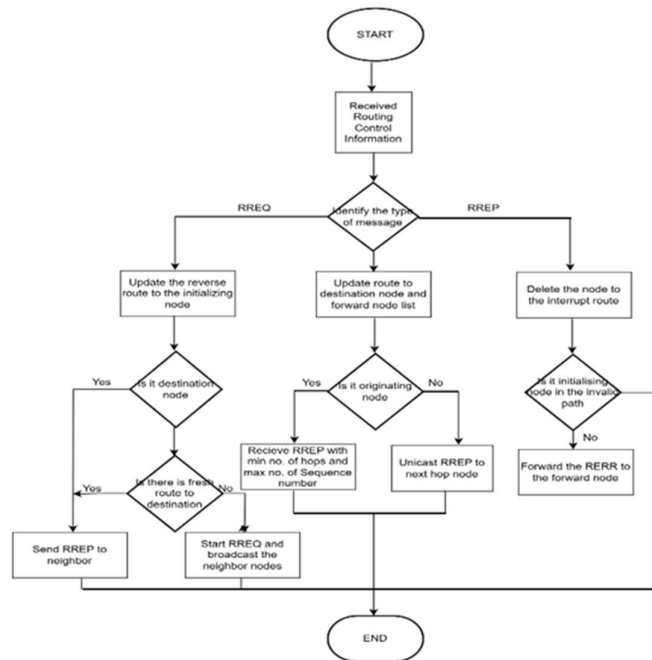 START
Received
Routing
Control
Information
RREQ
Identify the type
of message
RREP
Update the reverse
route to the initializing
node
Update route to
destination node and
forward node list
Delete the node to
the interrupt route
Yes
Is it destination
node
Yes
Is it originating
node
No
Is it initialising
node in the invalid
path
No
Recieve RREP with
min no. of hops and
max no. of Sequence
number
Unicast RREP to
next hop node
Forward the RERR to
the forward node
Yes
Is there is fresh
route to
destination
No
Send RREP to
neighbor
Start RREQ and
broadcast the
neighbor nodes
END